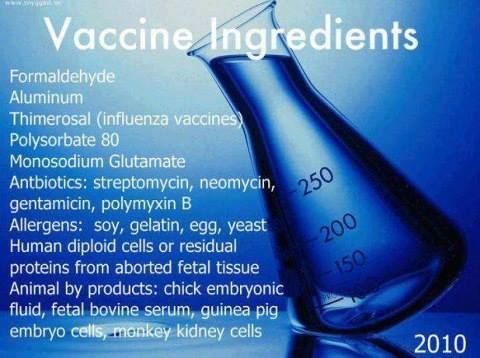 Vaccine Ingredients
Formaldehyde
Aluminum
Thimerosal (influenza vaccines)
Polysorbate 80
Monosodium Glutamate
Antbiotics: streptomycin, neomycin,
gentamicin, polymyxin B
Allergens: soy, gelatin, egg, yeast
Human diploid cells or residual
proteins from aborted fetal tissue
Animal by products: chick embryonic
fluid, fetal bovine serum, guinea pig
embryo cells, monkey kidney cells
250
200
150
2010